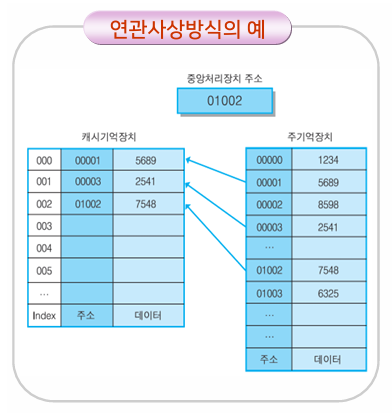 연관사상방식의 예
중앙처리장치 주소
01002
캐시기억장치
000 00001 5689
001 00003 2541
002 01002 7548
003
004
005
...
Index 주소 데이터
주기억장치
00000 1234
00001 5689
00002 8598
00003 2541
...
01002 7548
01003 6325
...
...
주소 데이터